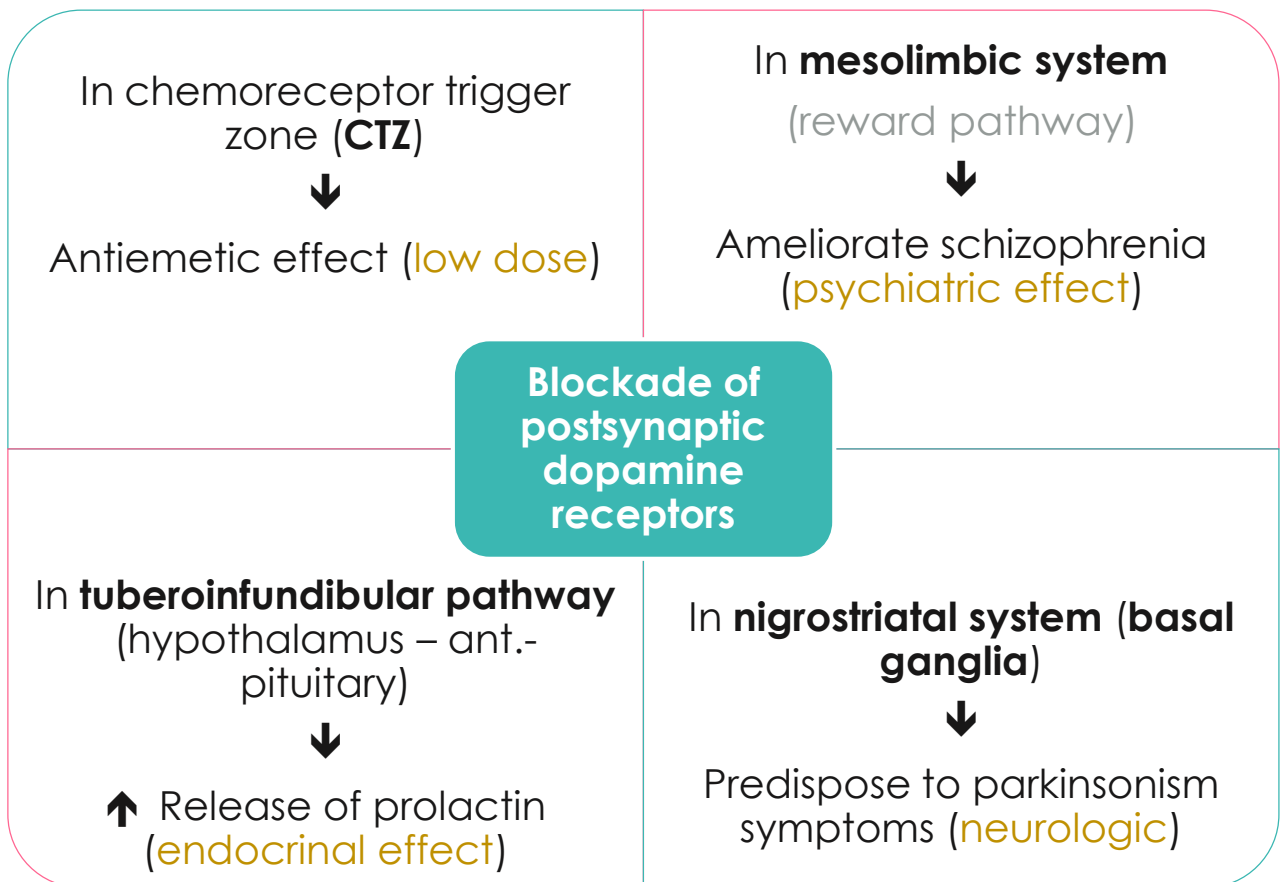 In chemoreceptor trigger
zone (CTZ)
↓
Antiemetic effect (low dose)
In mesolimbic system
(reward pathway)
↓
Ameliorate schizophrenia
(psychiatric effect)
Blockade of
postsynaptic
dopamine
receptors
In tuberoinfundibular pathway
(hypothalamus – ant.-
pituitary)
↓
↑ Release of prolactin
(endocrinal effect)
In nigrostriatal system (basal
ganglia)
↓
Predispose to parkinsonism
symptoms (neurologic)